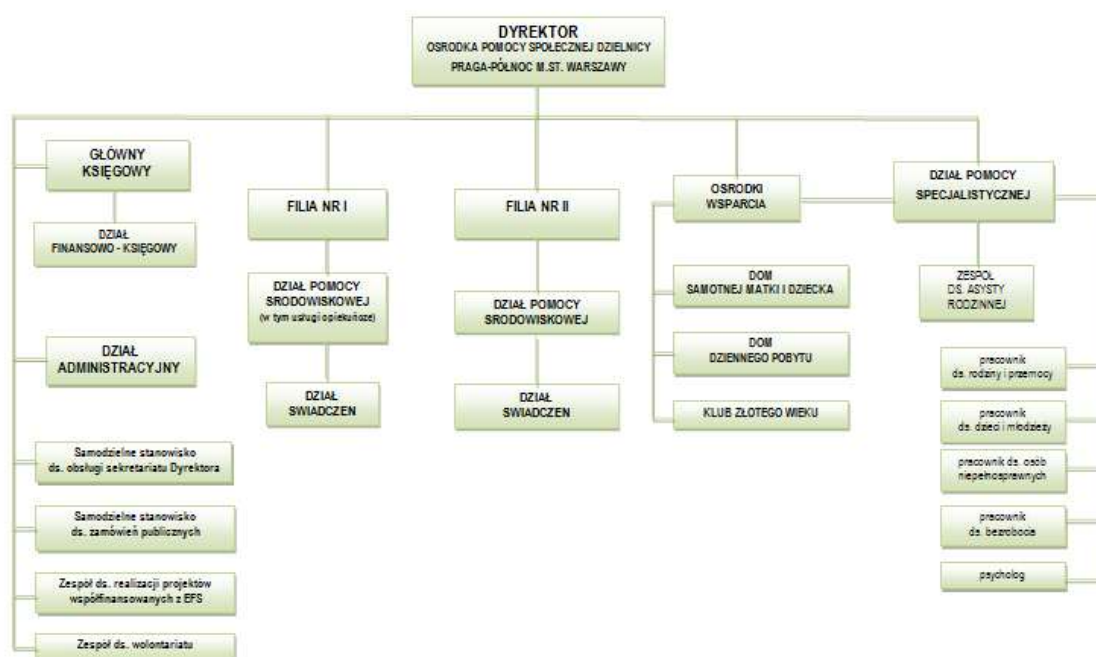 DYREKTOR
OSRODKA POMOCY SPOŁECZNEJ DZIELNICY
PRAGA-PÓŁNOC M.ST. WARSZAWY
GŁÓWNY
KSIĘGOWY
DZIAŁ
FINANSOWO - KSIĘGOWY
DZIAŁ
ADMINISTRACYJNY
Samodzielne stanowisko
ds. obsługi sekretariatu Dyrektora
Samodzielne stanowisko
ds. zamówień publicznych
Zespół ds. realizacji projektów
współfinansowanych z EFS
Zespół ds. wolontariatu
FILIA NR I
DZIAŁ POMOCY
SRODOWISKOWEJ
(w tym usługi opiekuńcze)
DZIAŁ
SWIADCZEN
FILIA NR II
DZIAŁ POMOCY
SRODOWISKOWEJ
DZIAŁ
SWIADCZEN
OSRODKI
WSPARCIA
DOM
SAMOTNEJ MATKI I DZIECKA
DOM
DZIENNEGO POBYTU
KLUB ZŁOTEGO WIEKU
DZIAŁ POMOCY
SPECJALISTYCZNEJ
ZESPÓŁ
DS. ASYSTY
RODZINNEJ
pracownik
ds. rodziny i przemocy
pracownik
ds. dzieci i młodzieży
pracownik ds. osób
niepełnosprawnych
pracownik
ds. bezrobocia
psycholog